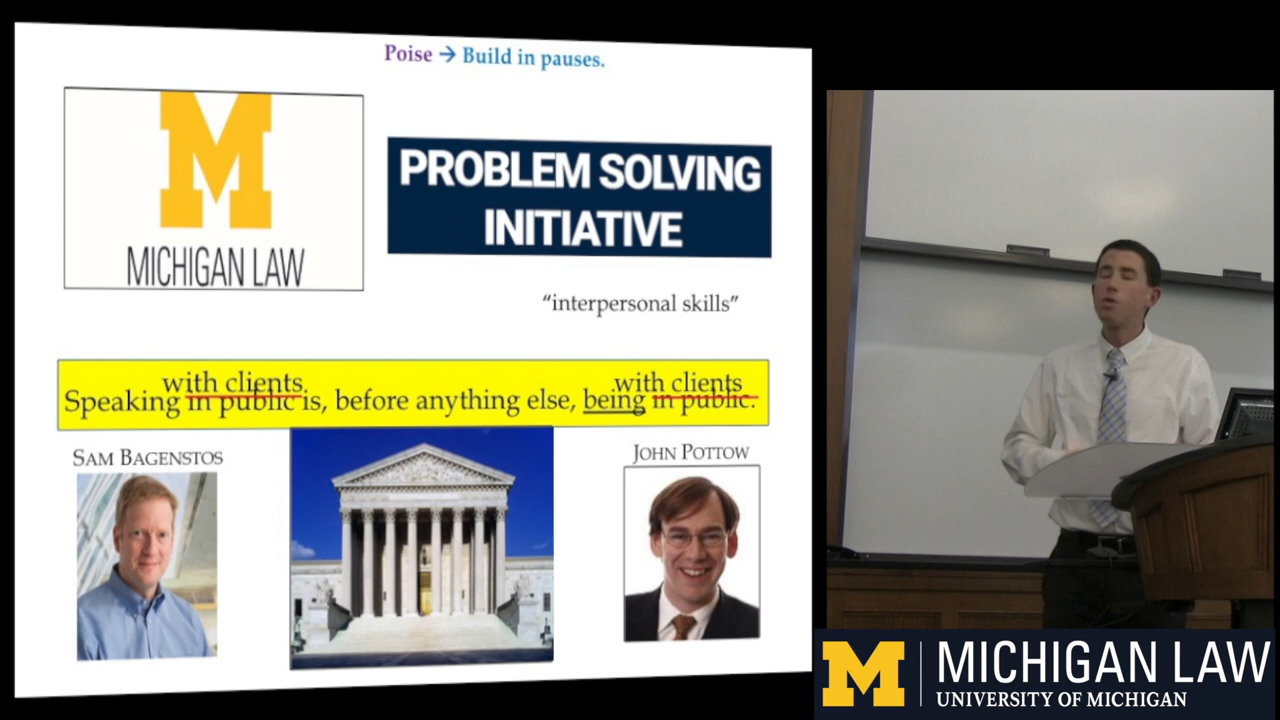 Poise → Build in pauses.
M
MICHIGAN LAW
PROBLEM SOLVING
INITIATIVE
“interpersonal skills”
with clients with clients
Speaking in public is, before anything else, being in public.
SAM BAGENSTOS
JOHN POTTOW
M
MICHIGAN LAW
UNIVERSITY OF MICHIGAN